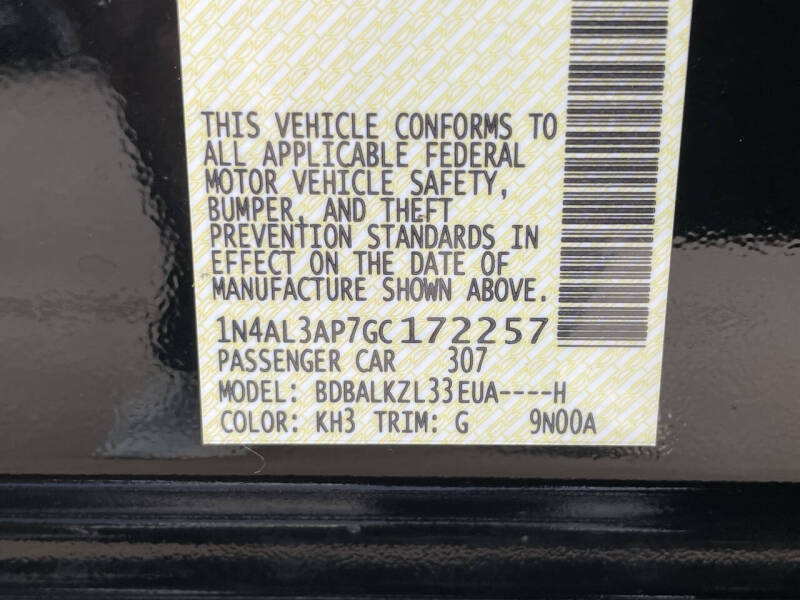 THIS VEHICLE CONFORMS TO
ALL APPLICABLE FEDERAL
MOTOR VEHICLE SAFETY,
BUMPER, AND THEFT
PREVENTION STANDARDS IN
EFFECT ON THE DATE OF
MANUFACTURE SHOWN ABOVE.
1N4AL3AP7GC172257
PASSENGER CAR 307
MODEL: BDBALKZL33EUA----H
COLOR: KH3 TRIM: G 9N00A